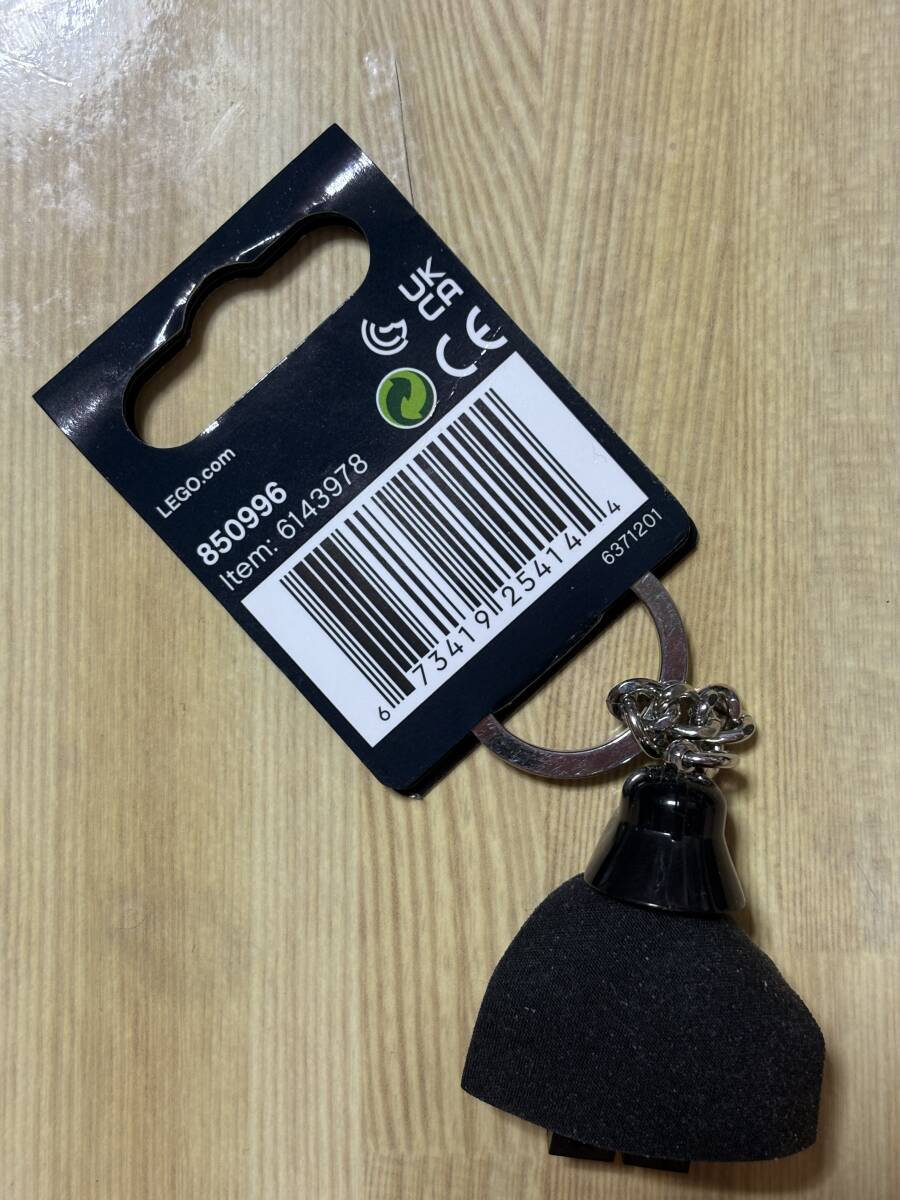 UK
CA
CE
LEGO.com
850996
Item: 6143978
6 73419 25414 4
6371201